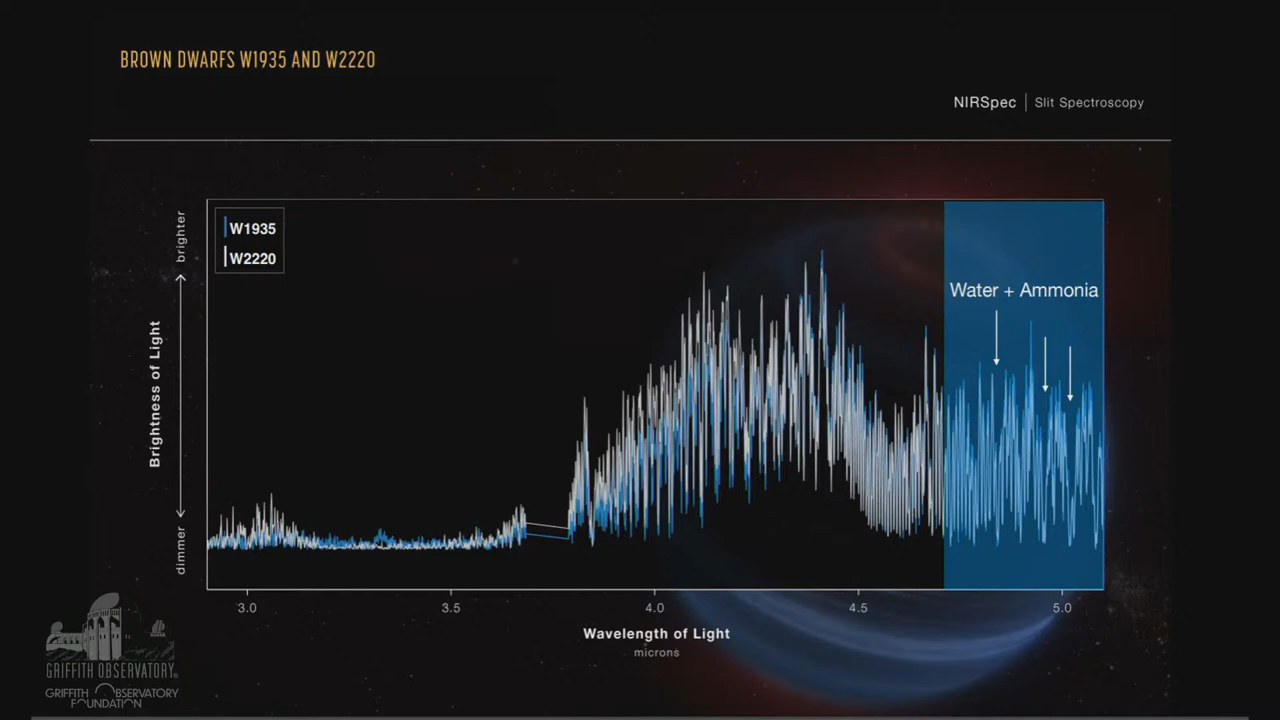 BROWN DWARFS W1935 AND W2220
NIRSpec | Slit Spectroscopy
brighter
Brightness of Light
dimmer
W1935
W2220
Water + Ammonia
3.0 3.5 4.0 4.5 5.0
Wavelength of Light
microns
GRIFFITH OBSERVATORY
GRIFFITH OBSERVATORY
FOUNDATION